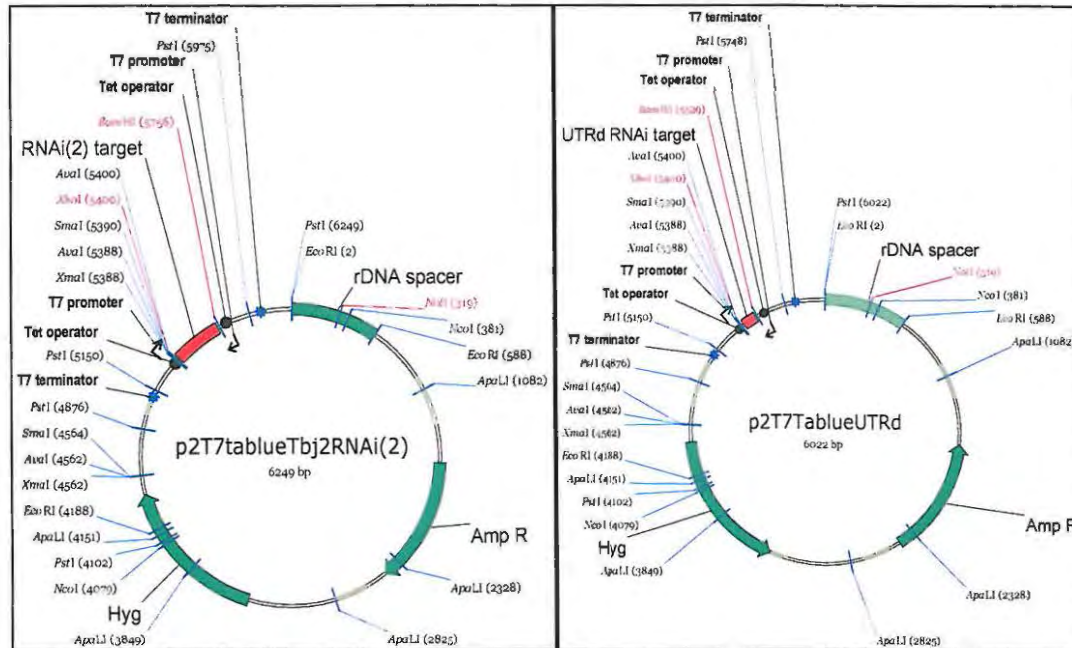 T7 terminator
PstI (5975)
T7 promoter
Tet operator
BamHI (5756)
RNAi(2) target
AvaI (5400)
XhoI (5400)
SmaI (5390)
AvaI (5388)
XmaI (5388)
T7 promoter
Tet operator
PstI (5150)
T7 terminator
PstI (4876)
SmaI (4564)
AvaI (4562)
XmaI (4562)
EcoRI (4188)
ApaLI (4151)
PstI (4102)
NcoI (4079)
Hyg
ApaLI (3849)
PstI (6249)
EcoRI (2)
rDNA spacer
NotI (319)
NcoI (381)
EcoRI (588)
ApaLI (1082)
p2T7tablueTbj2RNAi(2)
6249 bp
Amp R
ApaLI (2328)
ApaLI (2825)
T7 terminator
PstI (5748)
T7 promoter
Tet operator
BamHI (5529)
UTRd RNAi target
AvaI (5400)
XhoI (5400)
SmaI (5390)
AvaI (5388)
XmaI (5388)
T7 promoter
Tet operator
PstI (5150)
T7 terminator
PstI (4876)
SmaI (4564)
AvaI (4562)
XmaI (4562)
EcoRI (4188)
ApaLI (4151)
PstI (4102)
NcoI (4079)
Hyg
ApaLI (3849)
PstI (6022)
EcoRI (2)
rDNA spacer
NotI (319)
NcoI (381)
EcoRI (588)
ApaLI (1082)
p2T7TablueUTRd
6022 bp
Amp R
ApaLI (2328)
ApaLI (2825)